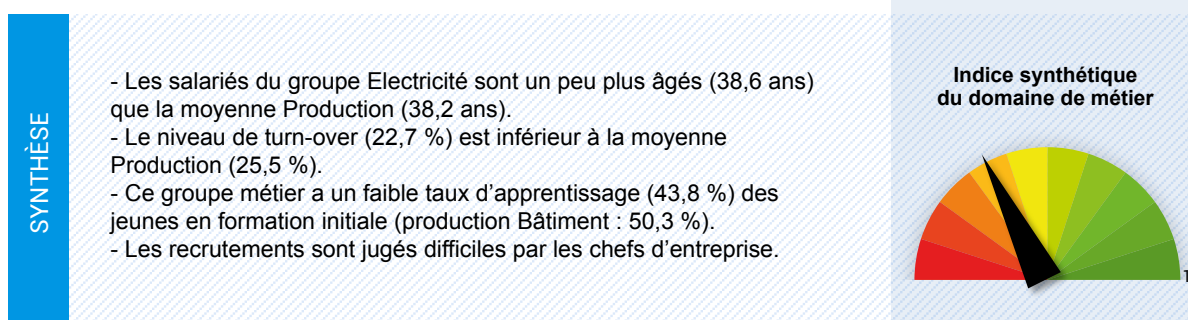 SYNTHÈSE
- Les salariés du groupe Electricité sont un peu plus âgés (38,6 ans)
que la moyenne Production (38,2 ans).
- Le niveau de turn-over (22,7 %) est inférieur à la moyenne
Production (25,5 %).
- Ce groupe métier a un faible taux d’apprentissage (43,8 %) des
jeunes en formation initiale (production Bâtiment : 50,3 %).
- Les recrutements sont jugés difficiles par les chefs d’entreprise.
Indice synthétique
du domaine de métier